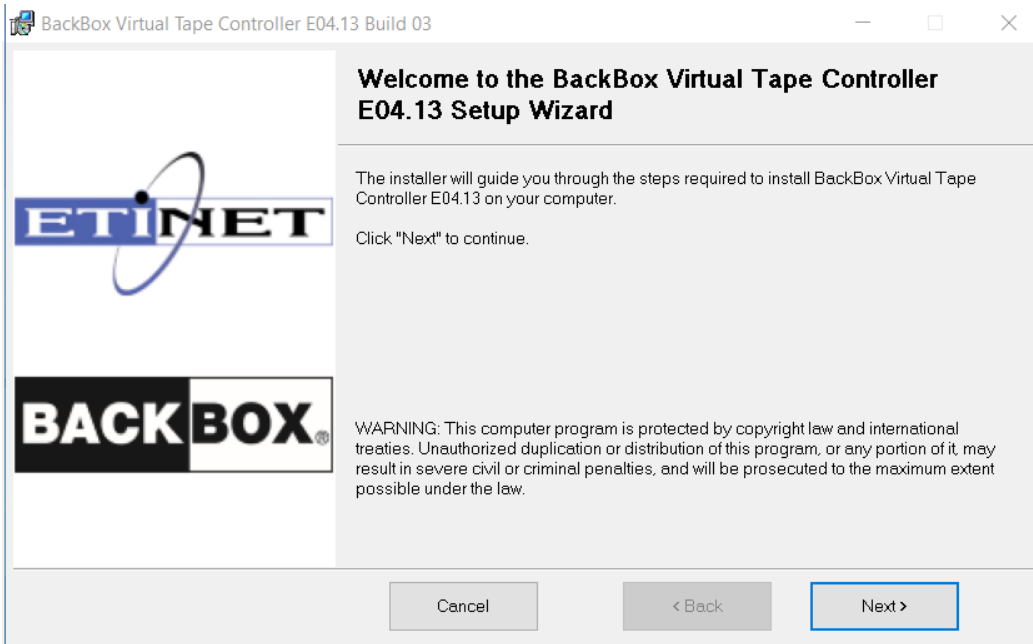 BackBox Virtual Tape Controller E04.13 Build 03
Welcome to the BackBox Virtual Tape Controller
E04.13 Setup Wizard
ETINET
The installer will guide you through the steps required to install BackBox Virtual Tape
Controller E04.13 on your computer.
Click "Next" to continue.
BACKBOX®
WARNING: This computer program is protected by copyright law and international
treaties. Unauthorized duplication or distribution of this program, or any portion of it, may
result in severe civil or criminal penalties, and will be prosecuted to the maximum extent
possible under the law.
Cancel
< Back
Next >